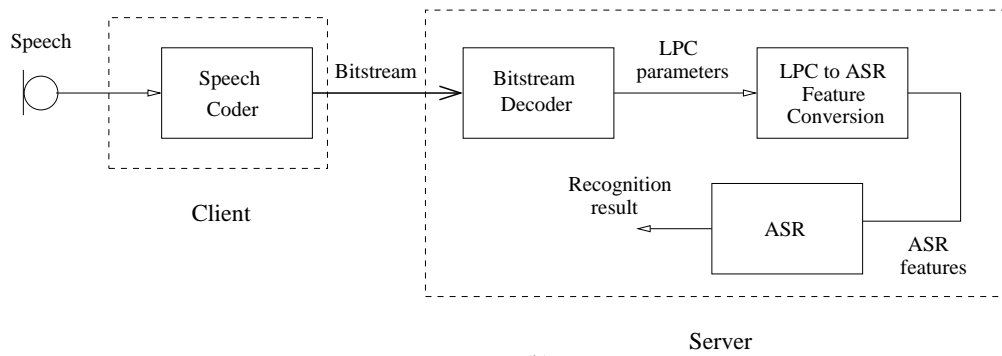 Speech
Speech
Coder
Client
Bitstream
Bitstream
Decoder
LPC
parameters
LPC to ASR
Feature
Conversion
ASR
features
ASR
Recognition
result
Server